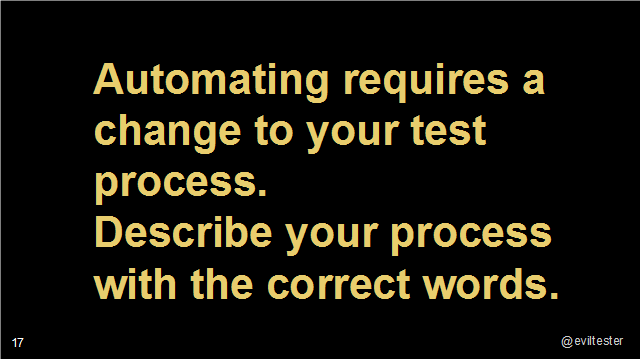 Automating requires a
change to your test
process.
Describe your process
with the correct words.
17
@eviltester